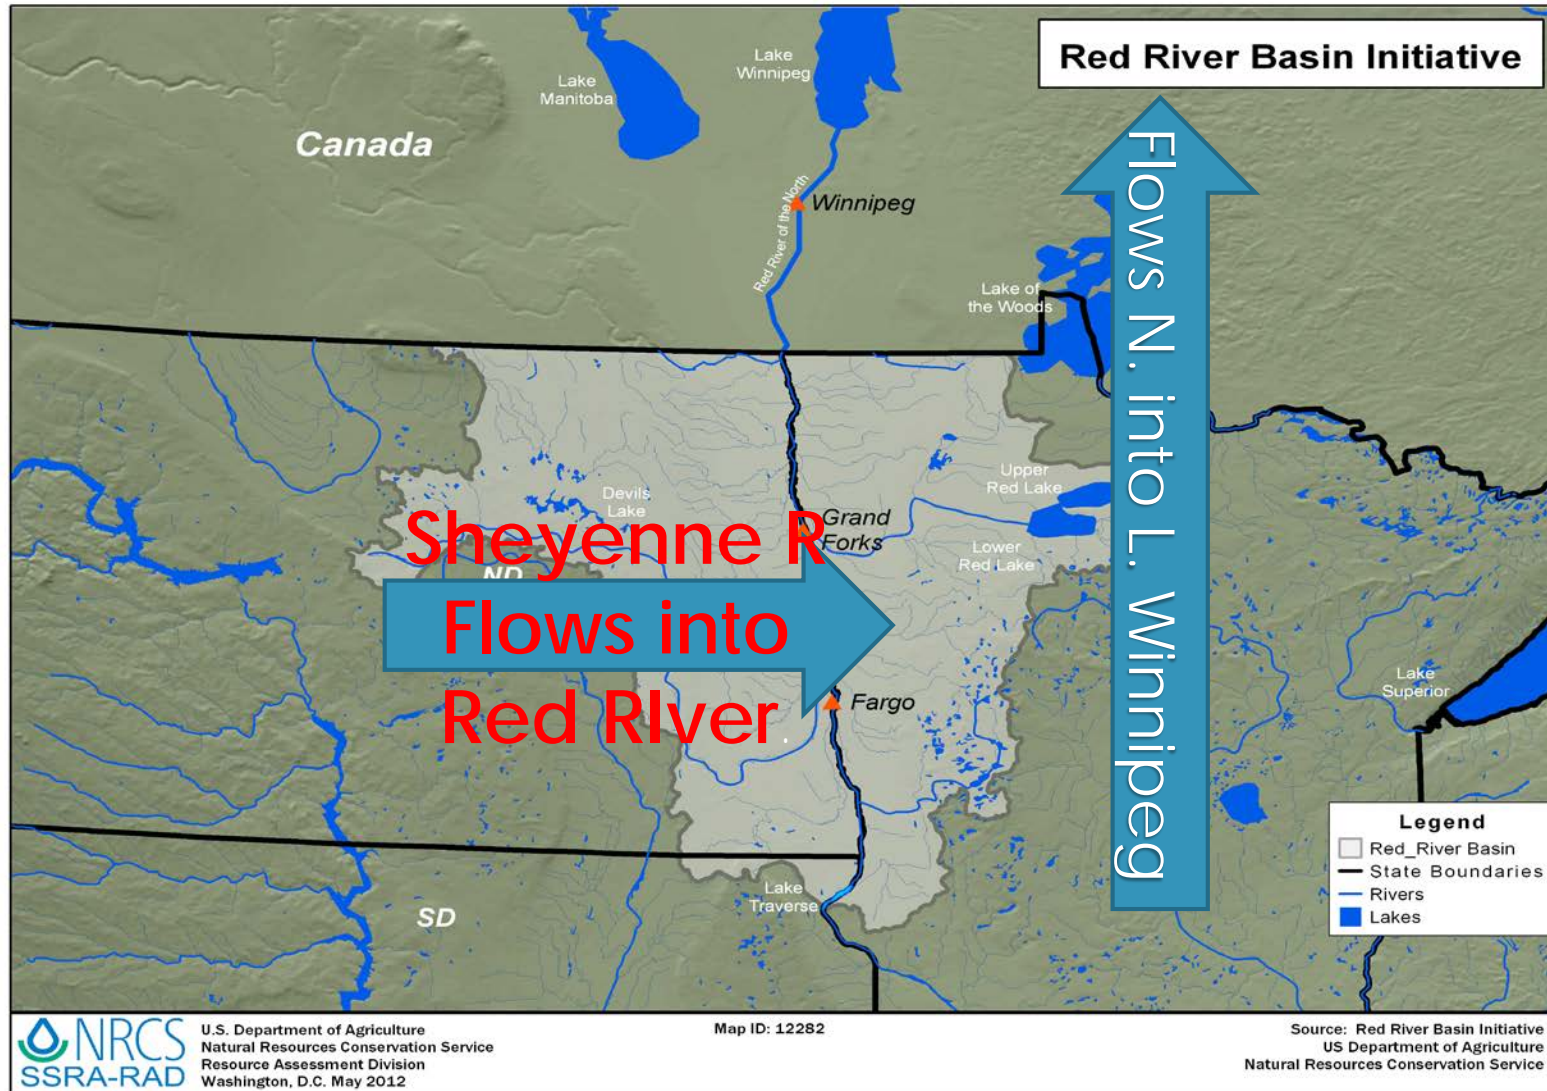 Red River Basin Initiative
Lake
Manitoba
Lake
Winnipeg
Canada
Red River of the North
Winnipeg
Lake of
the Woods
Flows N. into L. Winnipeg
Devils
Lake
Upper
Red Lake
Grand
Forks
Lower
Red Lake
ND
Sheyenne R
Flows into
Red RIver .
Fargo
Lake
Superior
Lake
Traverse
SD
Legend
Red_River Basin
State Boundaries
Rivers
Lakes
NRCS
SSRA-RAD
U.S. Department of Agriculture
Natural Resources Conservation Service
Resource Assessment Division
Washington, D.C. May 2012
Map ID: 12282
Source: Red River Basin Initiative
US Department of Agriculture
Natural Resources Conservation Service